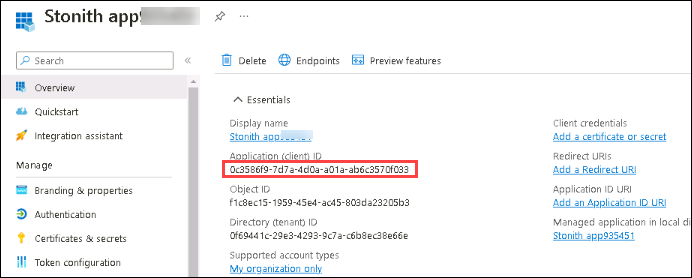 Stonith app
Search
Overview
Quickstart
Integration assistant
Manage
Branding & properties
Authentication
Certificates & secrets
Token configuration
Delete
Endpoints
Preview features
Essentials
Display name
Stonith app
Application (client) ID
0c3586f9-7d7a-4d0a-a01a-ab6c3570f033
Object ID
f1c8ec15-1959-45e4-ac45-803da23205b3
Directory (tenant) ID
0f69441c-29e3-4293-9c7a-c6b8ec38e66e
Supported account types
My organization only
Client credentials
Add a certificate or secret
Redirect URIs
Add a Redirect URI
Application ID URI
Add an Application ID URI
Managed application in local di
Stonith app935451